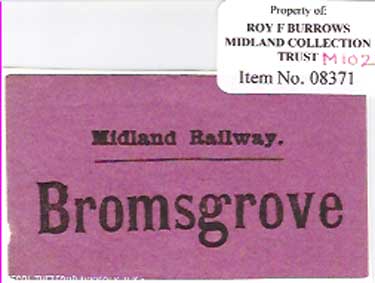 Property of:
ROY F BURROWS
MIDLAND COLLECTION
TRUST M102
Item No. 08371
Midland Railway.
Bromsgrove